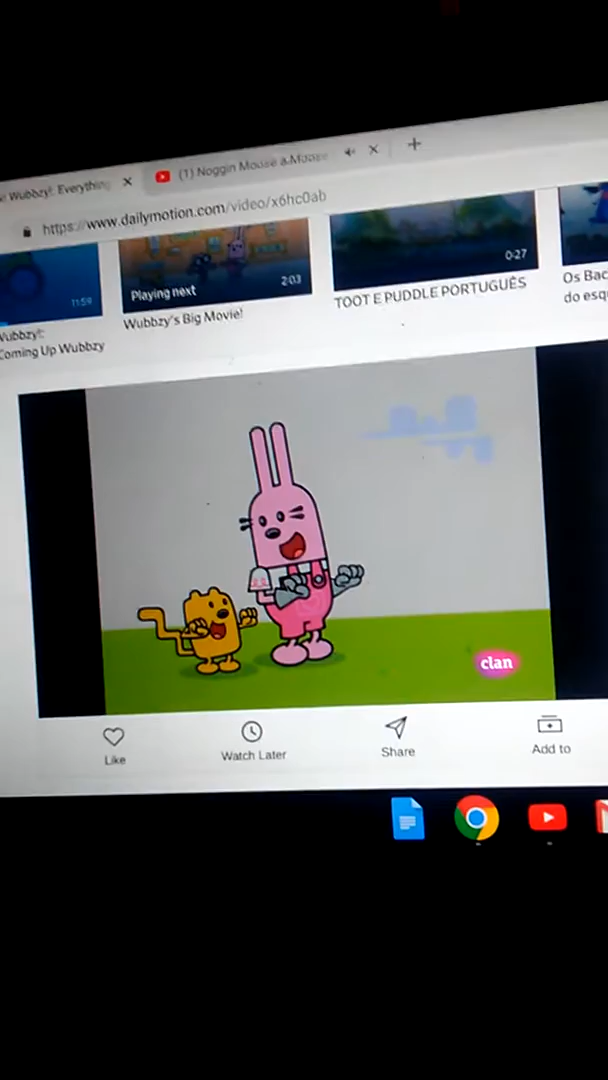 Wubbzy!: Everything
(1) Noggin Moose a Moose
https://www.dailymotion.com/video/x6hc0ab
11:59
Playing next
2:03
0:27
Wubbzy!:
Coming Up Wubbzy
Wubbzy's Big Movie!
TOOT E PUDDLE PORTUGUÊS
Os Bac
do esq
clan
Like
Watch Later
Share
Add to